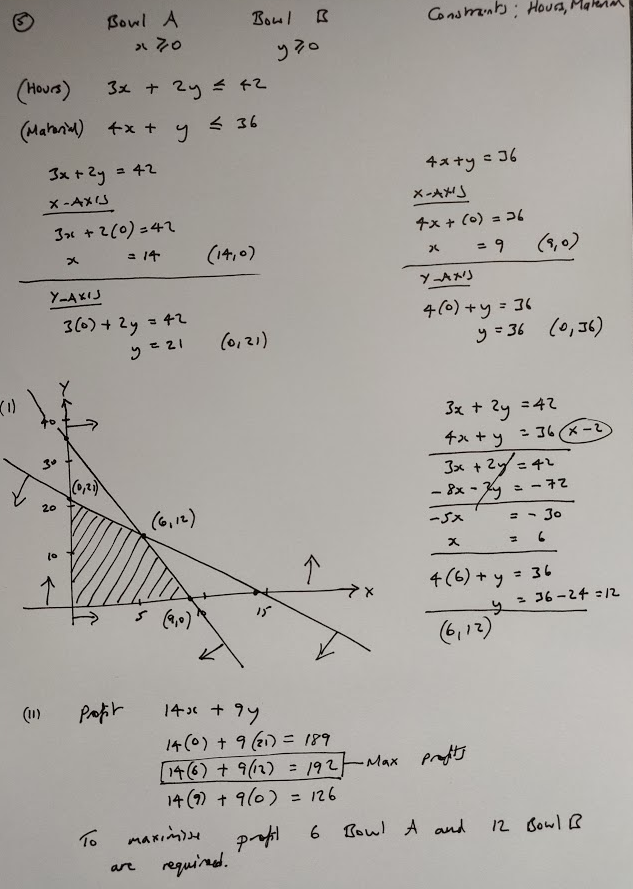 (5) Bowl A Bowl B Constraints: Hours, Material
x ≥ 0 y ≥ 0
(Hours) 3x + 2y ≤ 42
(Material) 4x + y ≤ 36
3x + 2y = 42
X-AXIS
3x + 2(0) = 42
x = 14 (14,0)
Y-AXIS
3(0) + 2y = 42
y = 21 (0,21)
4x + y = 36
X-AXIS
4x + (0) = 36
x = 9 (9,0)
Y-AXIS
4(0) + y = 36
y = 36 (0,36)
(I)
Y
40
30
(0,21)
20
(6,12)
10
X
5 (9,0) 10 15
3x + 2y = 42
4x + y = 36 (x-2)
3x + 2y = 42
-8x - 2y = -72
-5x = -30
x = 6
4(6) + y = 36
y = 36-24 = 12
(6,12)
(II) Profit 14x + 9y
14(0) + 9(21) = 189
14(6) + 9(12) = 192 Max profits
14(9) + 9(0) = 126
To maximise profit 6 Bowl A and 12 Bowl B
are required.